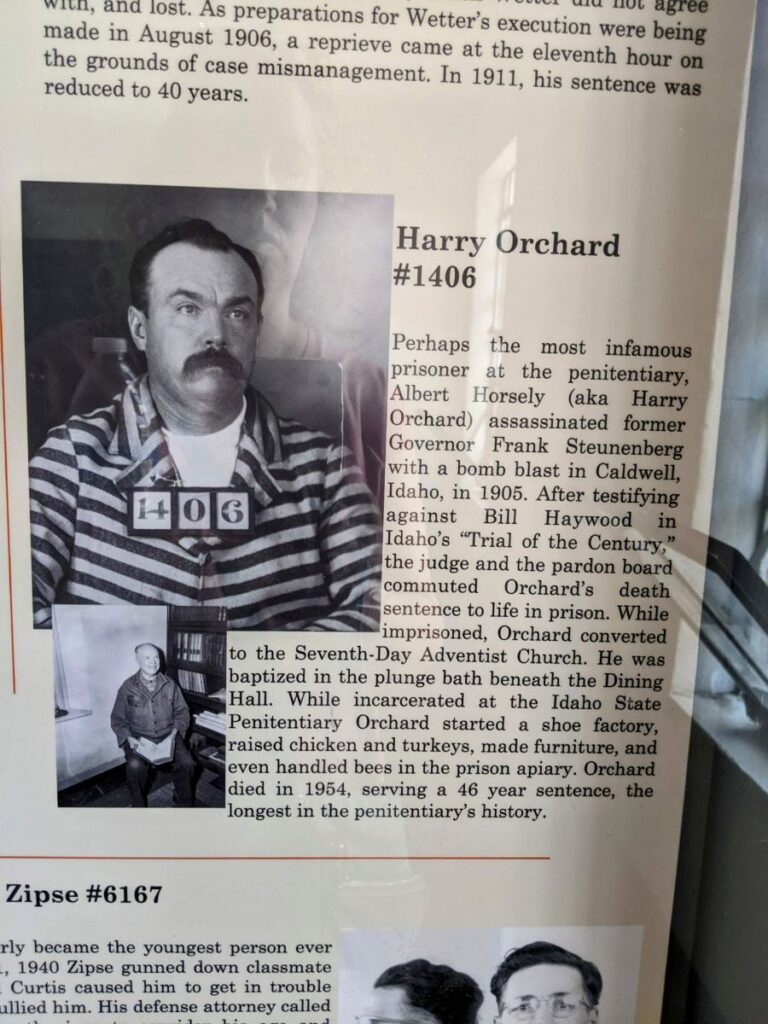 with, and lost. As preparations for Wetter's execution were being
made in August 1906, a reprieve came at the eleventh hour on
the grounds of case mismanagement. In 1911, his sentence was
reduced to 40 years.
Harry Orchard
#1406
1406
Perhaps the most infamous
prisoner at the penitentiary,
Albert Horsely (aka Harry
Orchard) assassinated former
Governor Frank Steunenberg
with a bomb blast in Caldwell,
Idaho, in 1905. After testifying
against Bill Haywood in
Idaho's “Trial of the Century,”
the judge and the pardon board
commuted Orchard's death
sentence to life in prison. While
imprisoned, Orchard converted
to the Seventh-Day Adventist Church. He was
baptized in the plunge bath beneath the Dining
Hall. While incarcerated at the Idaho State
Penitentiary Orchard started a shoe factory,
raised chicken and turkeys, made furniture, and
even handled bees in the prison apiary. Orchard
died in 1954, serving a 46 year sentence, the
longest in the penitentiary's history.
Zipse #6167
rly became the youngest person ever
1, 1940 Zipse gunned down classmate
Curtis caused him to get in trouble
ullied him. His defense attorney called